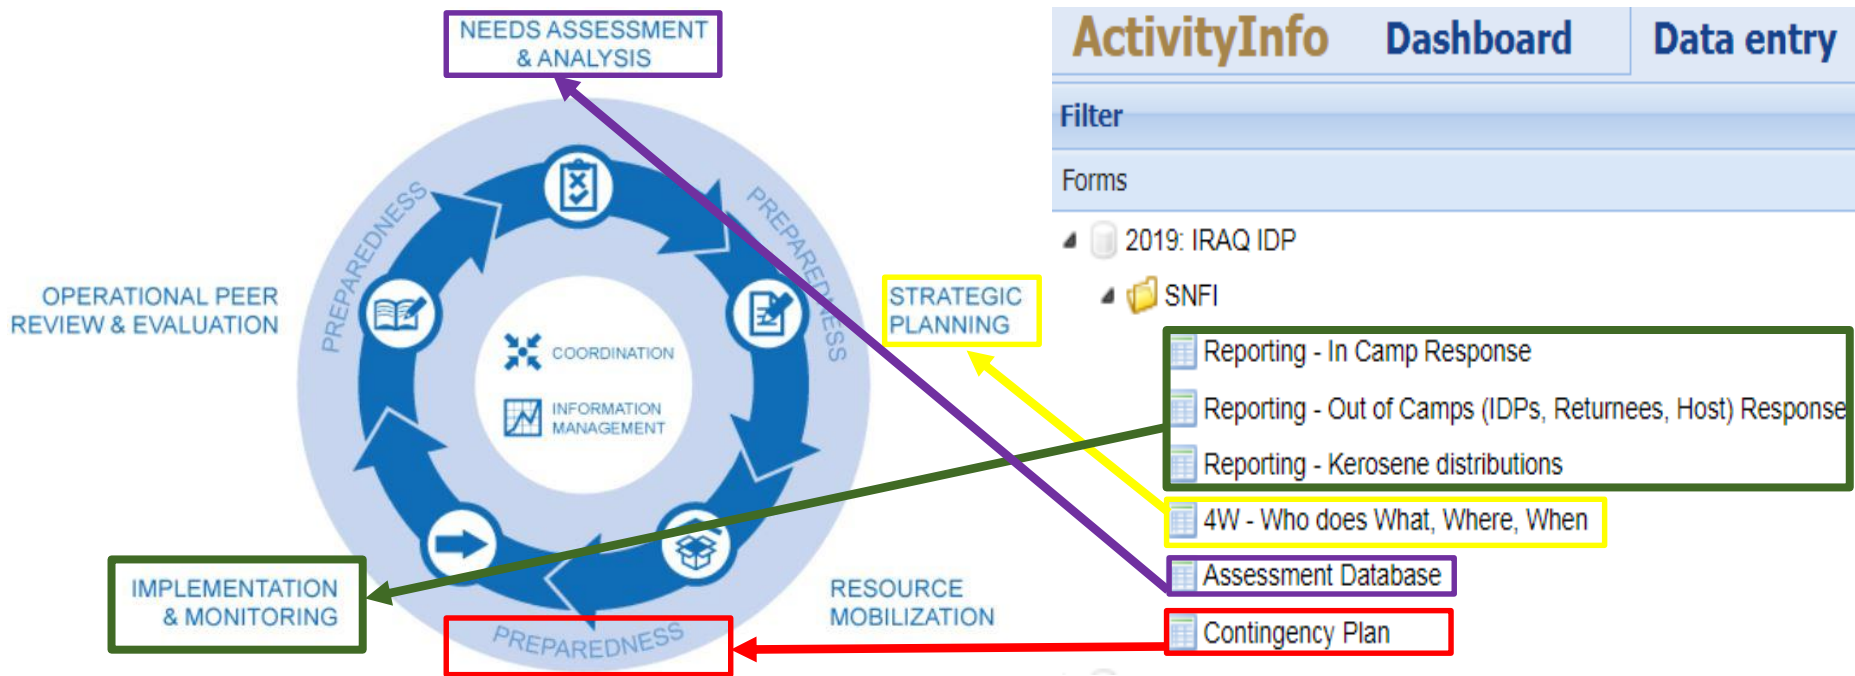 NEEDS ASSESSMENT
& ANALYSIS
PREPAREDNESS
PREPAREDNESS
OPERATIONAL PEER
REVIEW & EVALUATION
STRATEGIC
PLANNING
COORDINATION
INFORMATION
MANAGEMENT
IMPLEMENTATION
& MONITORING
RESOURCE
MOBILIZATION
PREPAREDNESS
ActivityInfo Dashboard Data entry
Filter
Forms
2019: IRAQ IDP
SNFI
Reporting - In Camp Response
Reporting - Out of Camps (IDPs, Returnees, Host) Response
Reporting - Kerosene distributions
4W - Who does What, Where, When
Assessment Database
Contingency Plan